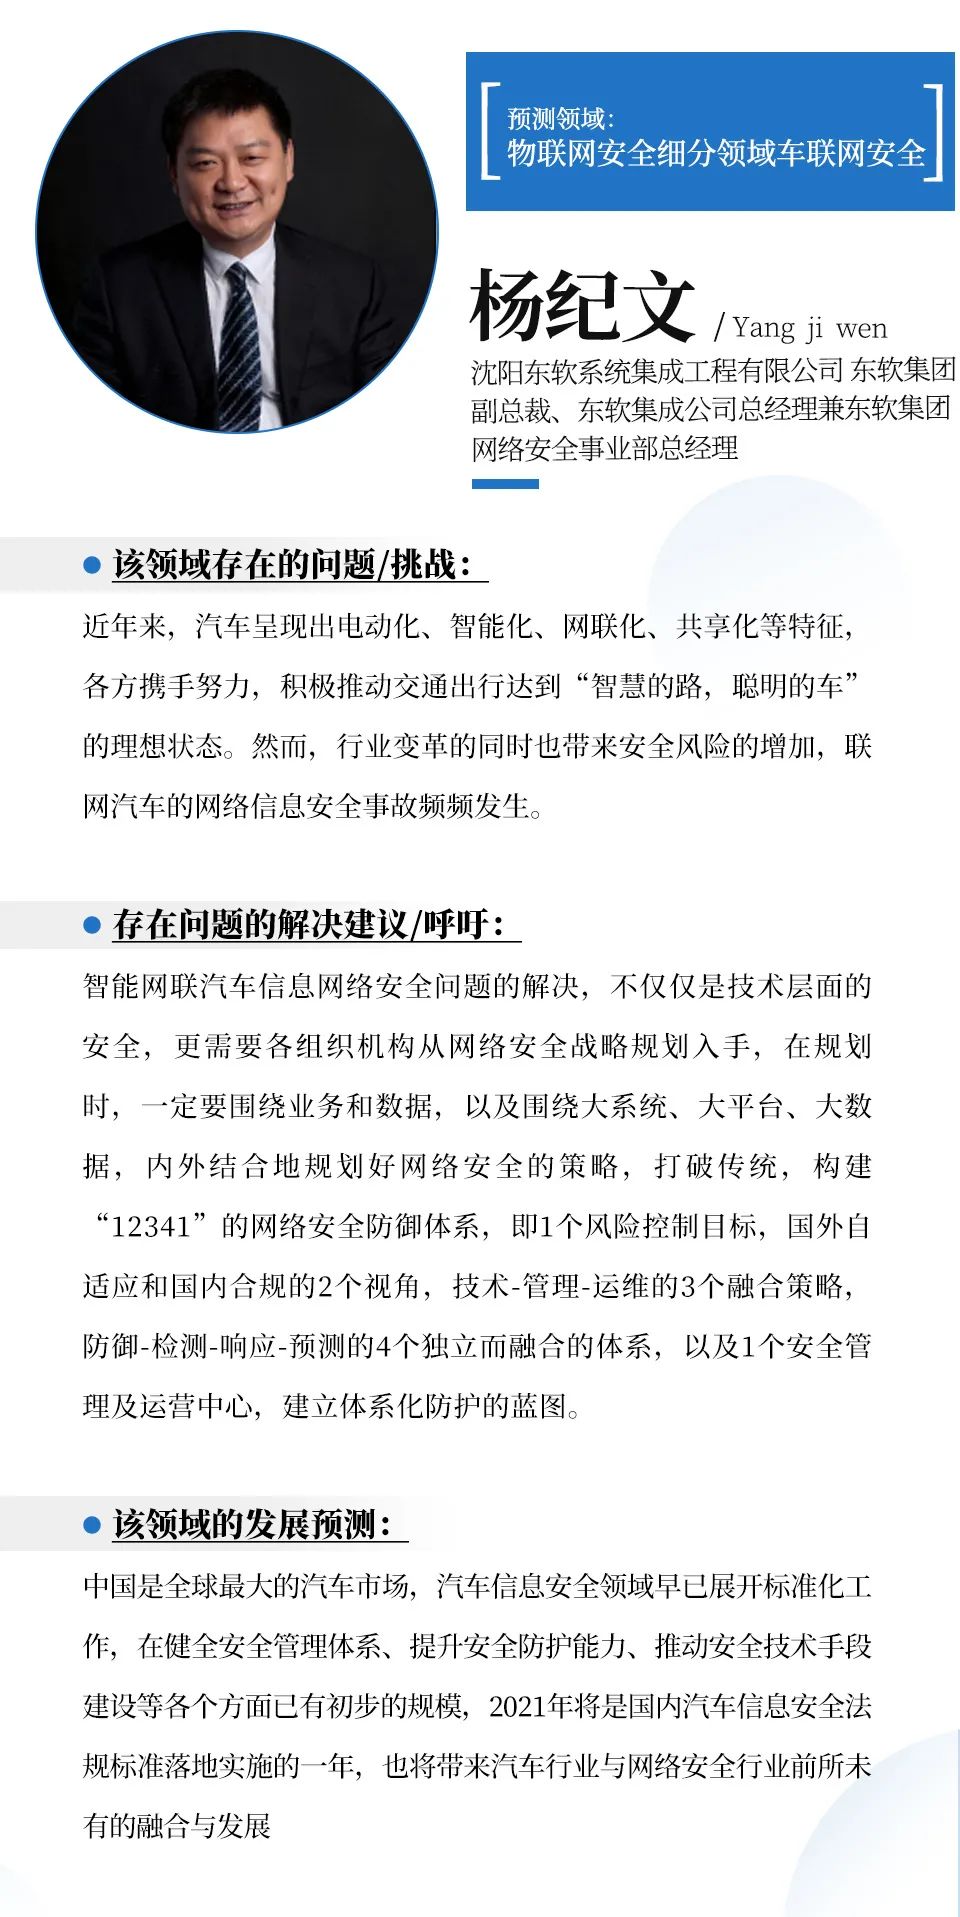 预测领域：
物联网安全细分领域车联网安全
杨纪文 /Yang ji wen
沈阳东软系统集成工程有限公司 东软集团
副总裁、东软集成公司总经理兼东软集团
网络安全事业部总经理
该领域存在的问题/挑战：
近年来，汽车呈现出电动化、智能化、网联化、共享化等特征，
各方携手努力，积极推动交通出行达到“智慧的路，聪明的车”
的理想状态。然而，行业变革的同时也带来安全风险的增加，联
网汽车的网络信息安全事故频频发生。
存在问题的解决建议/呼吁：
智能网联汽车信息网络安全问题的解决，不仅仅是技术层面的
安全，更需要各组织机构从网络安全战略规划入手，在规划
时，一定要围绕业务和数据，以及围绕大系统、大平台、大数
据，内外结合地规划好网络安全的策略，打破传统，构建
“12341”的网络安全防御体系，即1个风险控制目标，国外自
适应和国内合规的2个视角，技术-管理-运维的3个融合策略，
防御-检测-响应-预测的4个独立而融合的体系，以及1个安全管
理及运营中心，建立体系化防护的蓝图。
该领域的发展预测：
中国是全球最大的汽车市场，汽车信息安全领域早已展开标准化工
作，在健全安全管理体系、提升安全防护能力、推动安全技术手段
建设等各个方面已有初步的规模，2021年将是国内汽车信息安全法
规标准落地实施的一年，也将带来汽车行业与网络安全行业前所未
有的融合与发展